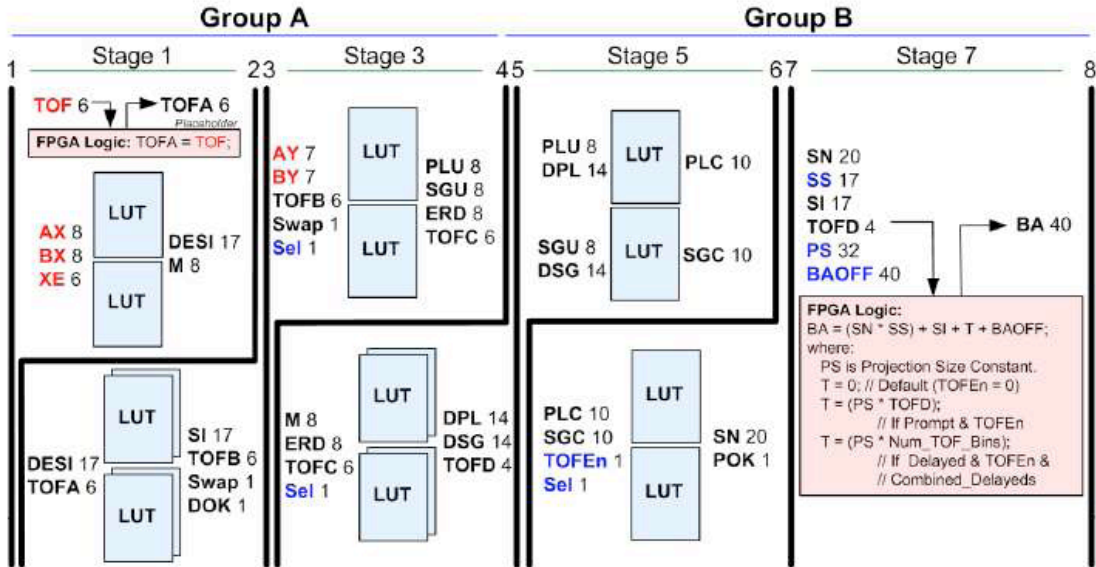 Group A
Group B
Stage 1
Stage 3
Stage 5
Stage 7
1
23
45
67
8
TOF 6
TOFA 6
Placeholder
FPGA Logic: TOFA = TOF;
AX 8
BX 8
XE 6
LUT
LUT
DESI 17
M 8
DESI 17
TOFA 6
LUT
LUT
SI 17
TOFB 6
Swap 1
DOK 1
AY 7
BY 7
TOFB 6
Swap 1
Sel 1
LUT
LUT
PLU 8
SGU 8
ERD 8
TOFC 6
M 8
ERD 8
TOFC 6
Sel 1
LUT
LUT
DPL 14
DSG 14
TOFD 4
PLU 8
DPL 14
LUT
PLC 10
SGU 8
DSG 14
LUT
SGC 10
PLC 10
SGC 10
TOFEn 1
Sel 1
LUT
LUT
SN 20
POK 1
SN 20
SS 17
SI 17
TOFD 4
PS 32
BAOFF 40
BA 40
FPGA Logic:
BA = (SN * SS) + SI + T + BAOFF;
where:
PS is Projection Size Constant.
T = 0; // Default (TOFEn = 0)
T = (PS * TOFD);
// If Prompt & TOFEn
T = (PS * Num_TOF_Bins);
// If Delayed & TOFEn &
// Combined_Delayeds